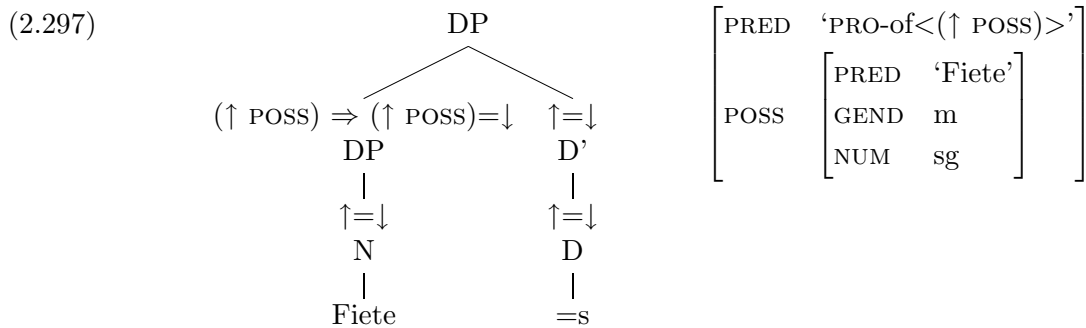 (2.297)
DP
(↑ POSS) ⇒ (↑ POSS)=↓ ↑=↓
DP D’
↑=↓ ↑=↓
N D
Fiete =s
PRED ‘PRO-of<(↑ POSS)>’
POSS
PRED ‘Fiete’
GEND m
NUM sg